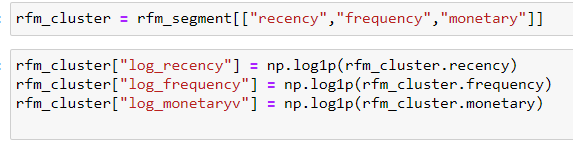 rfm_cluster = rfm_segment[["recency","frequency","monetary"]]
rfm_cluster["log_recency"] = np.log1p(rfm_cluster.recency)
rfm_cluster["log_frequency"] = np.log1p(rfm_cluster.frequency)
rfm_cluster["log_monetaryv"] = np.log1p(rfm_cluster.monetary)